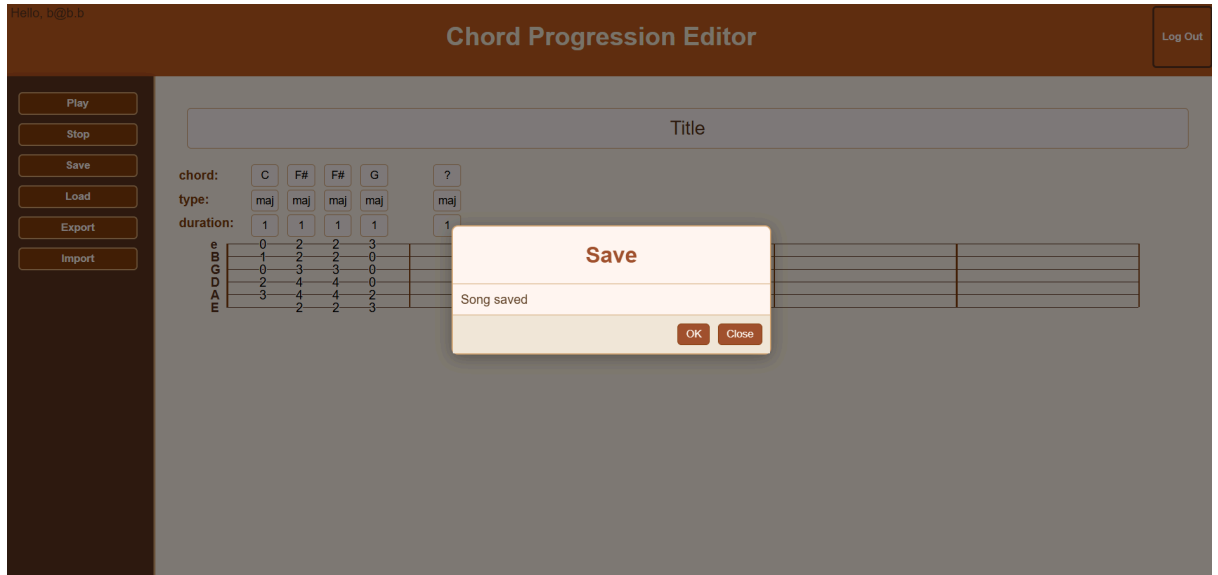 Hello, b@b.b
Chord Progression Editor
Log Out
Play
Stop
Save
Load
Export
Import
Title
chord: C F# F# G ?
type: maj maj maj maj maj
duration: 1 1 1 1 1
e 0 2 2 3
B 1 2 2 0
G 0 3 3 0
D 2 4 4 0
A 3 4 4 2
E 2 2 3
Save
Song saved
OK Close